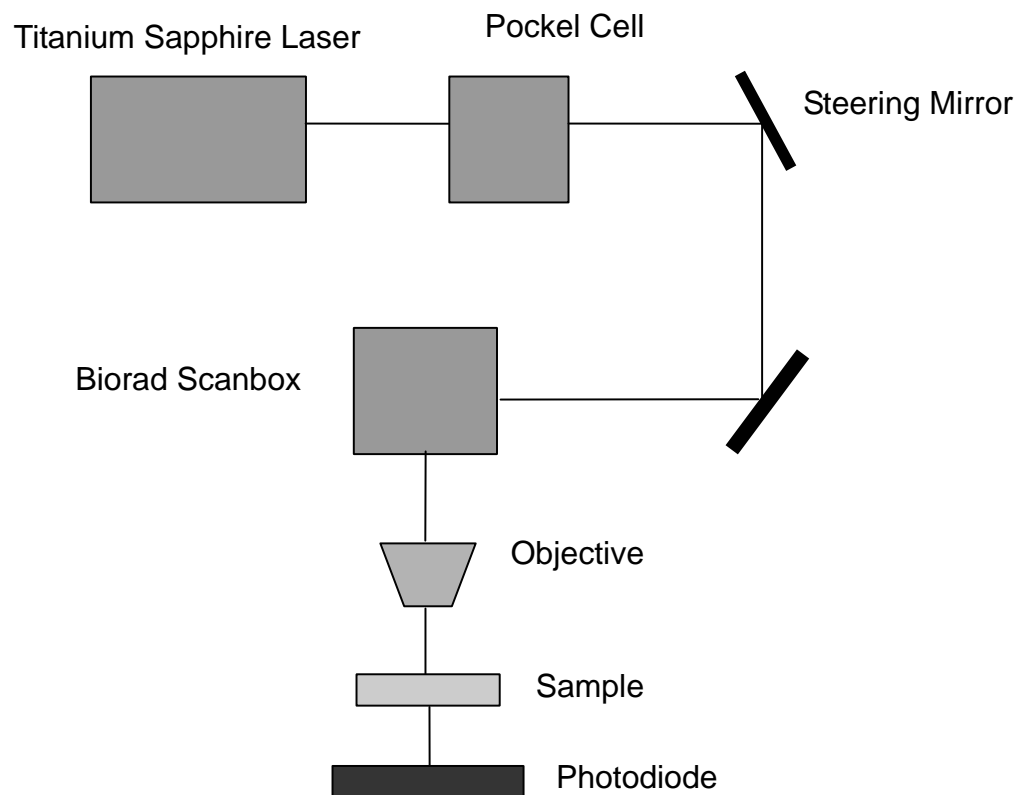 Titanium Sapphire Laser
Pockel Cell
Steering Mirror
Biorad Scanbox
Objective
Sample
Photodiode